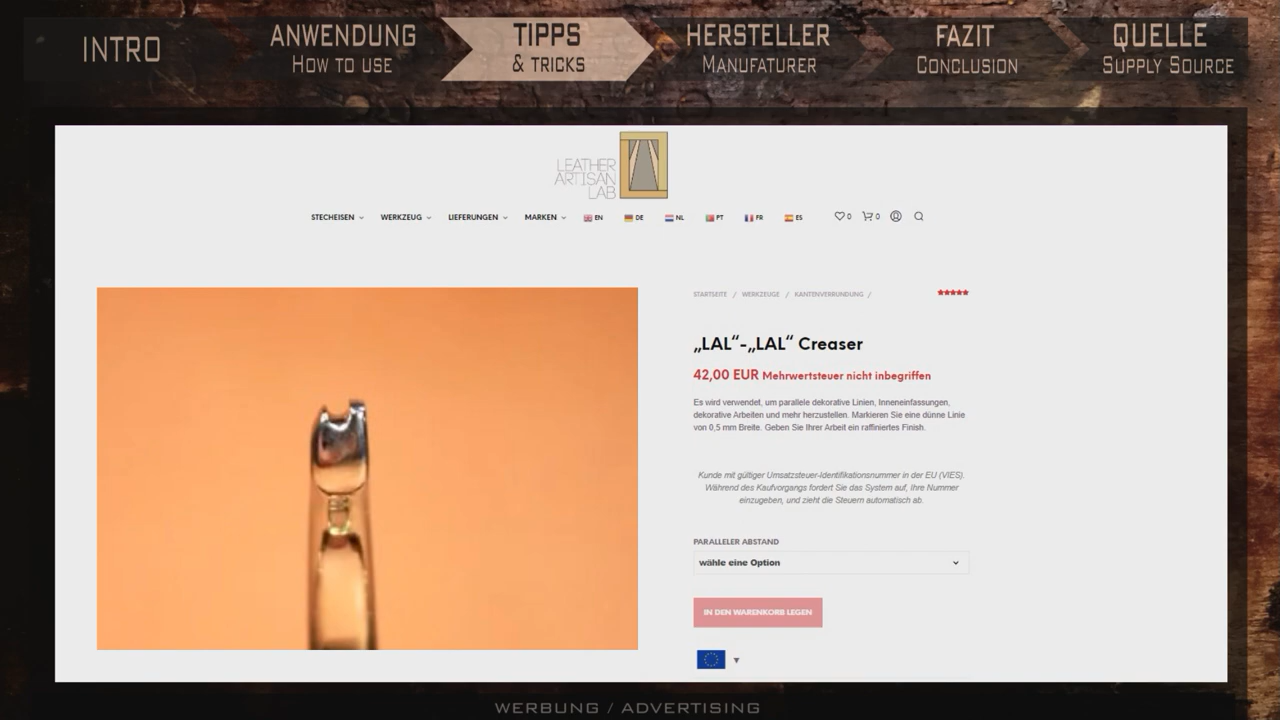 INTRO
ANWENDUNG
HOW TO USE
TIPPS
& TRICKS
HERSTELLER
MANUFATURER
FAZIT
CONCLUSION
QUELLE
SUPPLY SOURCE
LEATHER
ARTISAN
LAB
STECHEISEN WERKZEUG LIEFERUNGEN MARKEN EN DE NL PT FR ES 0 0
STARTSEITE / WERKZEUGE / KANTENVERRUNDUNG /
„LAL“-„LAL“ Creaser
42,00 EUR Mehrwertsteuer nicht inbegriffen
Es wird verwendet, um parallele dekorative Linien, Inneneinfassungen,
dekorative Arbeiten und mehr herzustellen. Markieren Sie eine dünne Linie
von 0,5 mm Breite. Geben Sie Ihrer Arbeit ein raffiniertes Finish.
Kunde mit gültiger Umsatzsteuer-Identifikationsnummer in der EU (VIES).
Während des Kaufvorgangs fordert Sie das System auf, Ihre Nummer
einzugeben, und zieht die Steuern automatisch ab.
PARALLELER ABSTAND
wähle eine Option
IN DEN WARENKORB LEGEN
WERBUNG / ADVERTISING